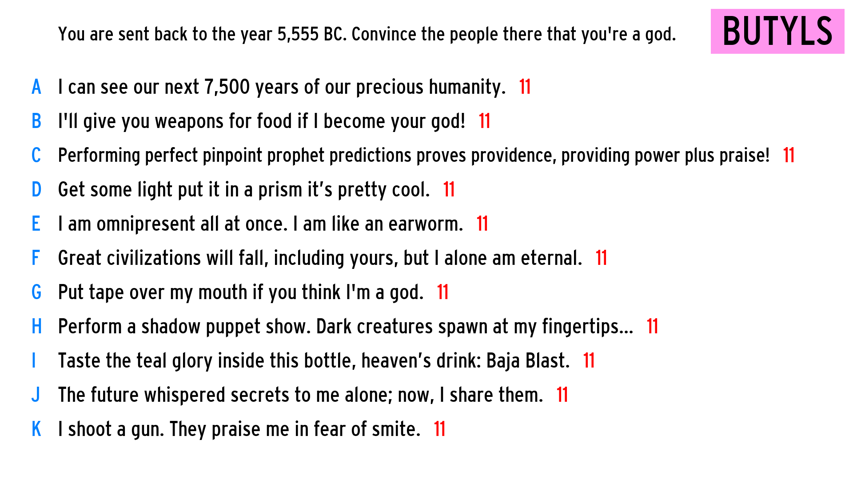 You are sent back to the year 5,555 BC. Convince the people there that you're a god.
BUTYLS
A I can see our next 7,500 years of our precious humanity. 11
B I'll give you weapons for food if I become your god! 11
C Performing perfect pinpoint prophet predictions proves providence, providing power plus praise! 11
D Get some light put it in a prism it’s pretty cool. 11
E I am omnipresent all at once. I am like an earworm. 11
F Great civilizations will fall, including yours, but I alone am eternal. 11
G Put tape over my mouth if you think I'm a god. 11
H Perform a shadow puppet show. Dark creatures spawn at my fingertips... 11
I Taste the teal glory inside this bottle, heaven’s drink: Baja Blast. 11
J The future whispered secrets to me alone; now, I share them. 11
K I shoot a gun. They praise me in fear of smite. 11